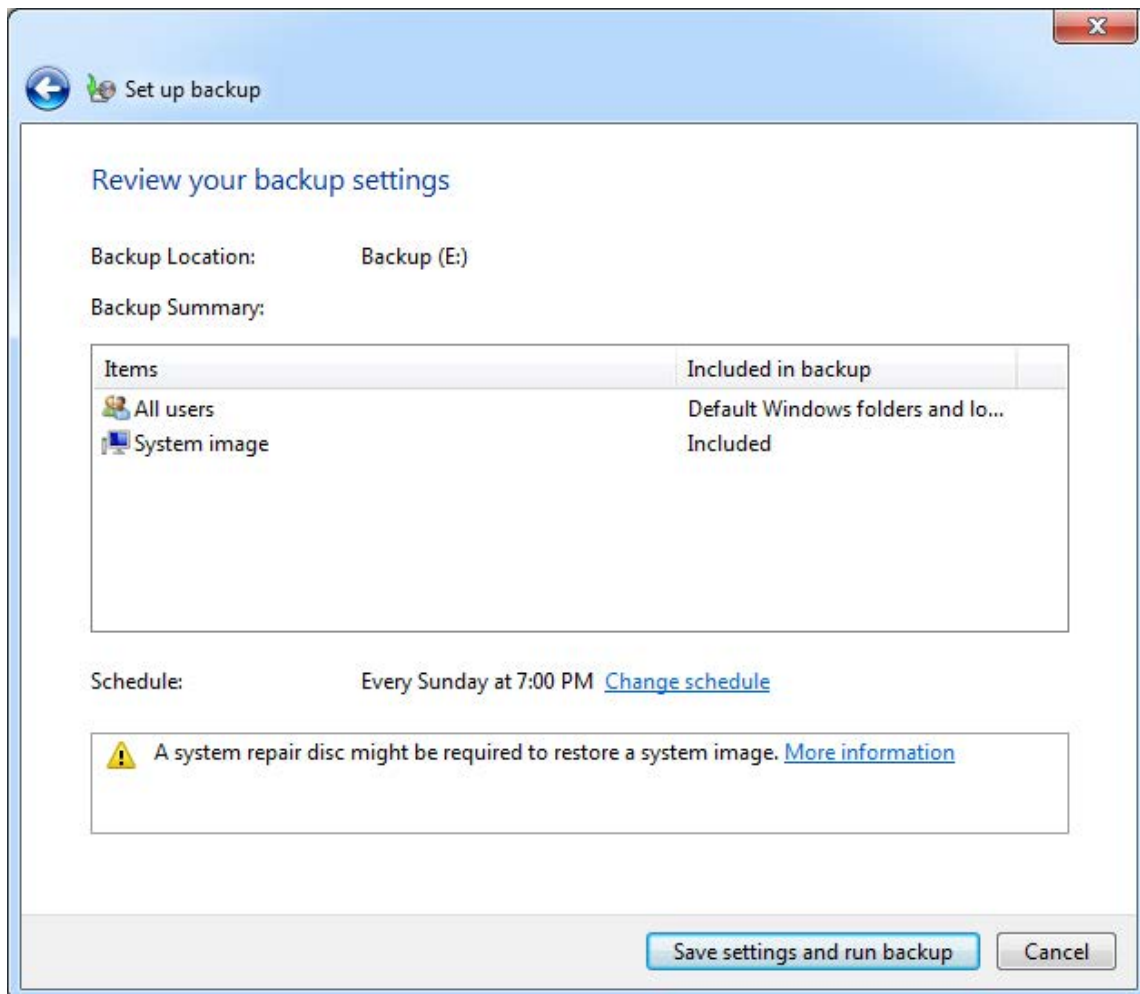 Set up backup
Review your backup settings
Backup Location: Backup (E:)
Backup Summary:
Items Included in backup
All users Default Windows folders and lo...
System image Included
Schedule: Every Sunday at 7:00 PM Change schedule
A system repair disc might be required to restore a system image. More information
Save settings and run backup Cancel